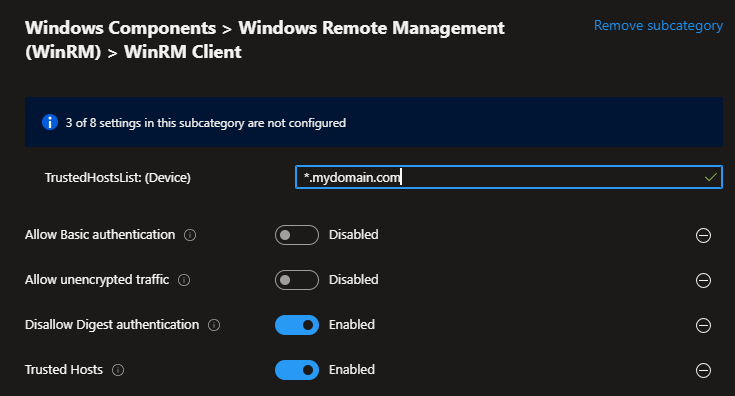 Windows Components > Windows Remote Management
(WinRM) > WinRM Client
Remove subcategory
3 of 8 settings in this subcategory are not configured
TrustedHostsList: (Device)
*.mydomain.com
Allow Basic authentication
Disabled
Allow unencrypted traffic
Disabled
Disallow Digest authentication
Enabled
Trusted Hosts
Enabled